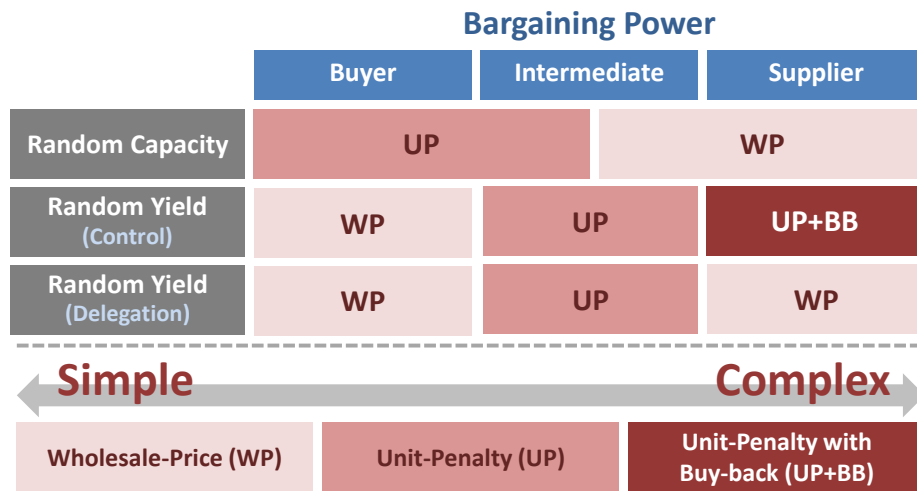 Bargaining Power
Buyer Intermediate Supplier
Random Capacity UP WP
Random Yield
(Control)
WP UP UP+BB
Random Yield
(Delegation)
WP UP WP
Simple Complex
Wholesale-Price (WP) Unit-Penalty (UP)
Unit-Penalty with
Buy-back (UP+BB)